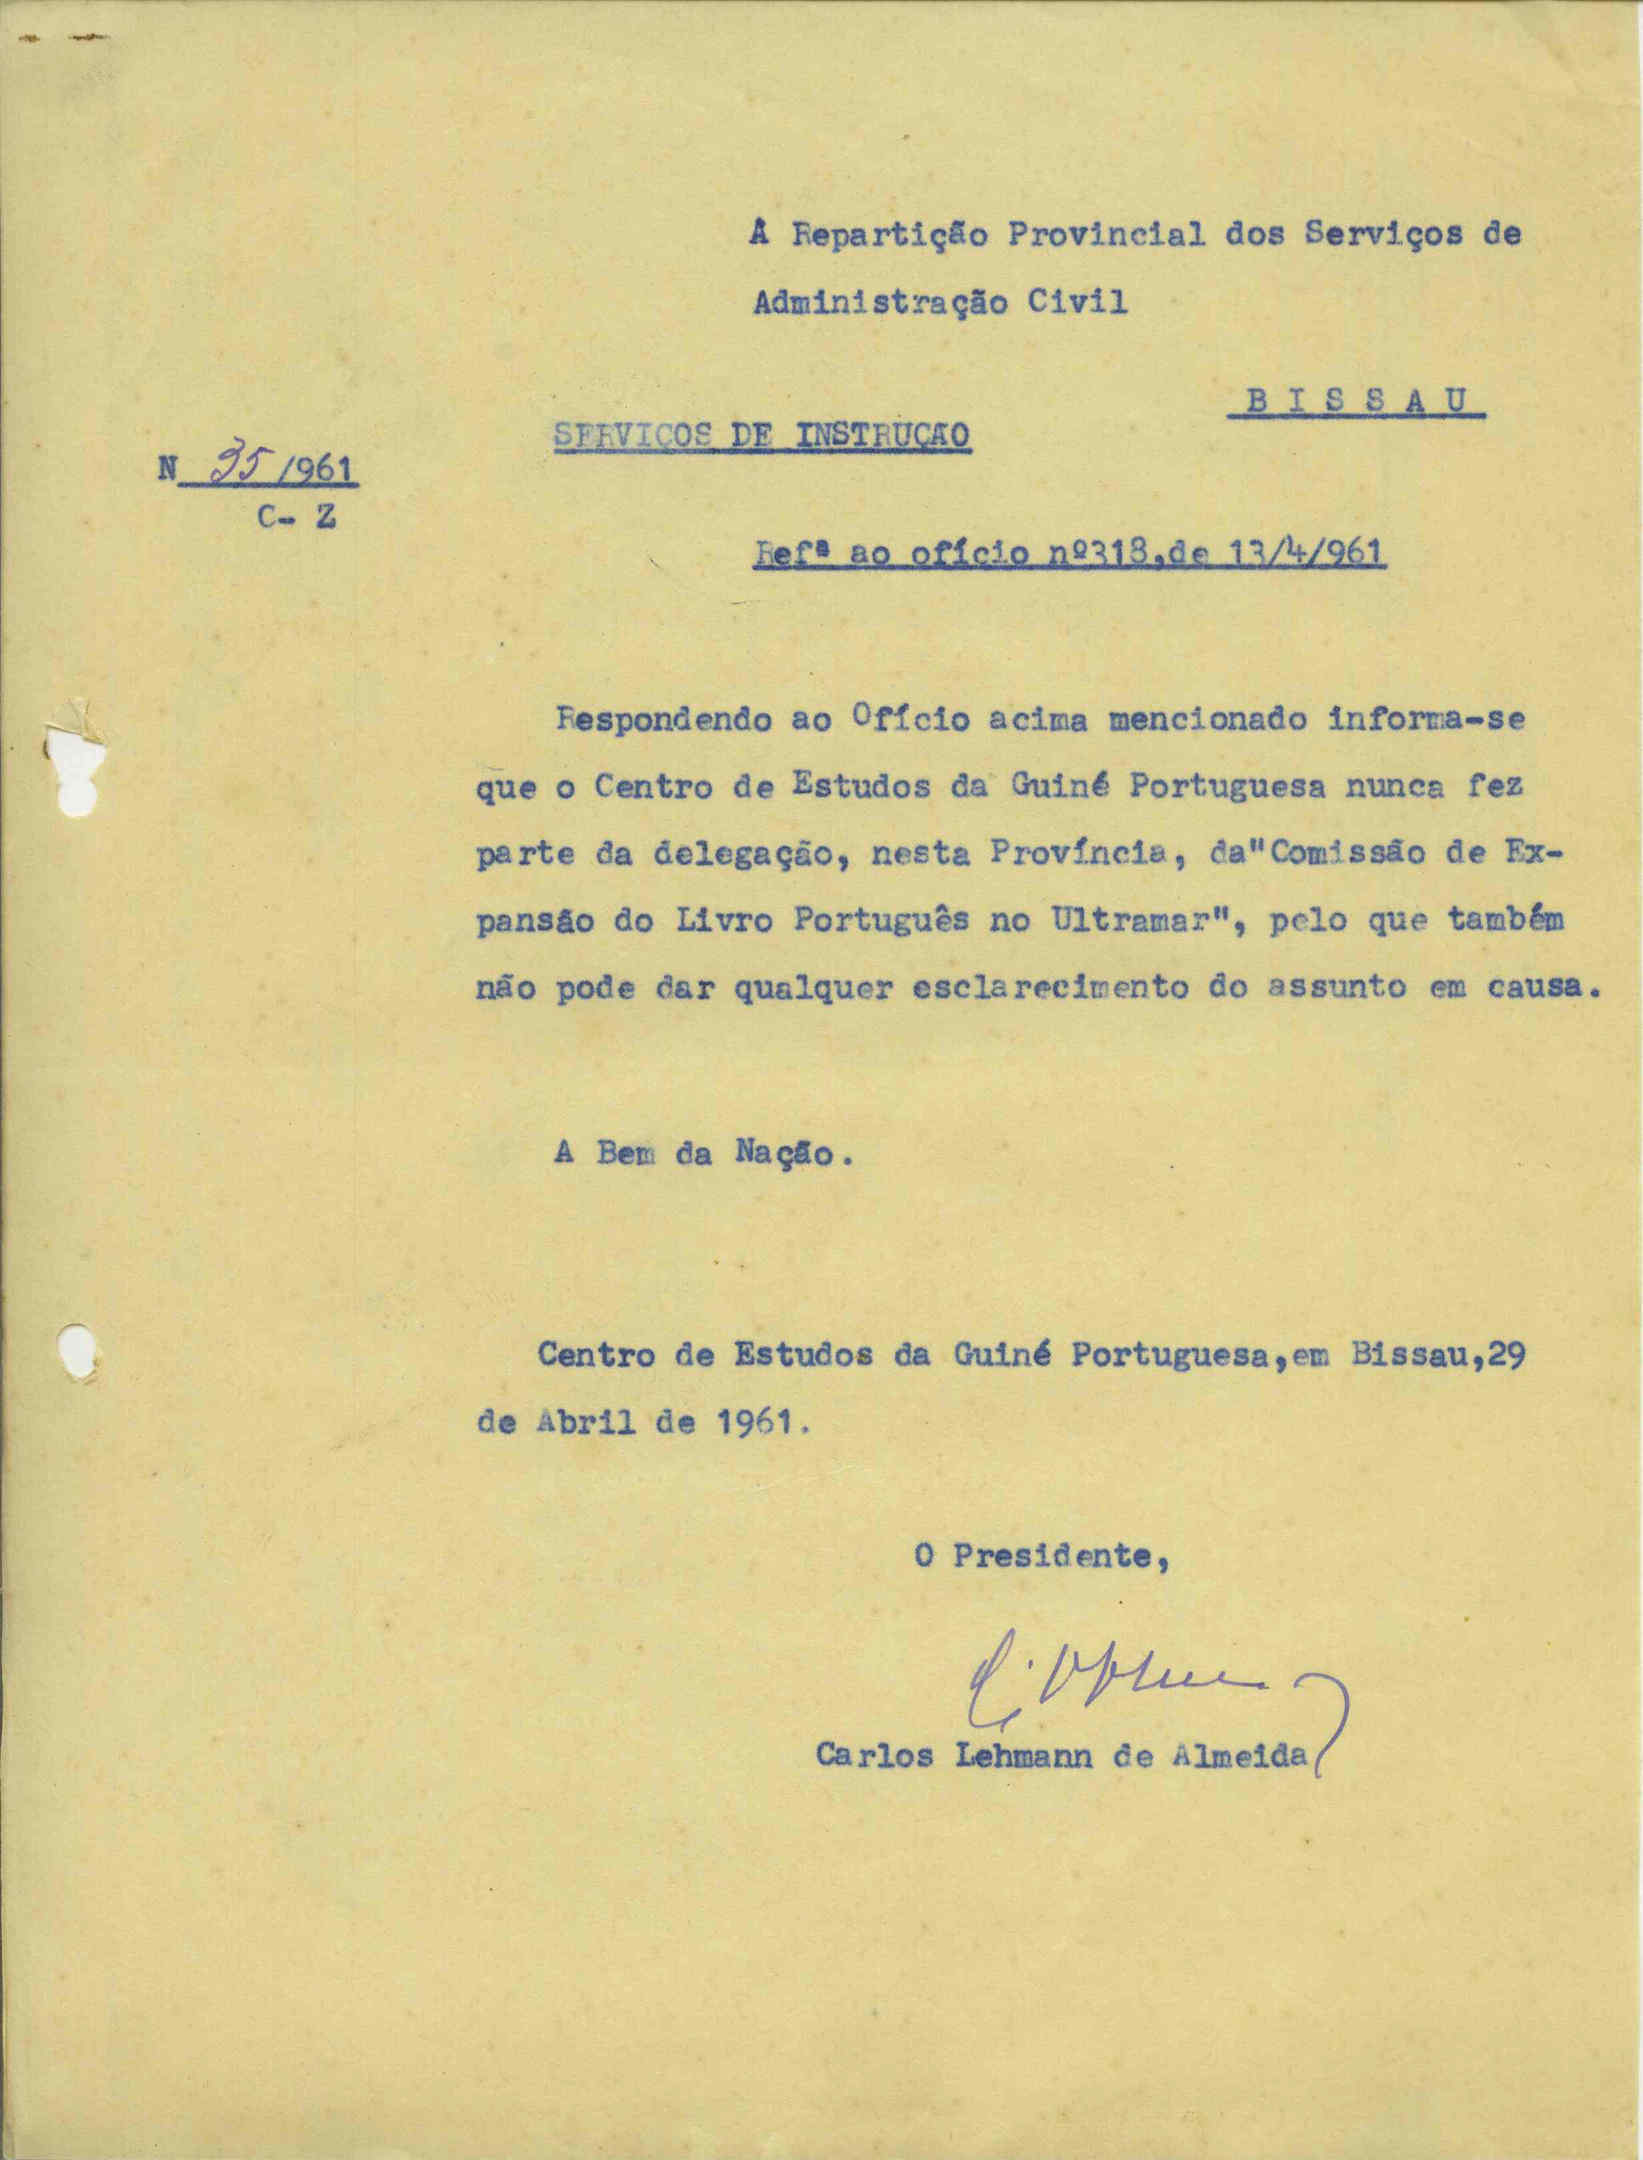 À Repartição Provincial dos Serviços de
Administração Civil
B I S S A U
SERVIÇOS DE INSTRUÇÃO
N 35/961
C- Z
Refª ao ofício nº318,de 13/4/961
Respondendo ao Ofício acima mencionado informa-se
que o Centro de Estudos da Guiné Portuguesa nunca fez
parte da delegação, nesta Província, da"Comissão de Ex-
pansão do Livro Português no Ultramar", pelo que também
não pode dar qualquer esclarecimento do assunto em causa.
A Bem da Nação.
Centro de Estudos da Guiné Portuguesa,em Bissau,29
de Abril de 1961.
O Presidente,
Carlos Lehmann de Almeida